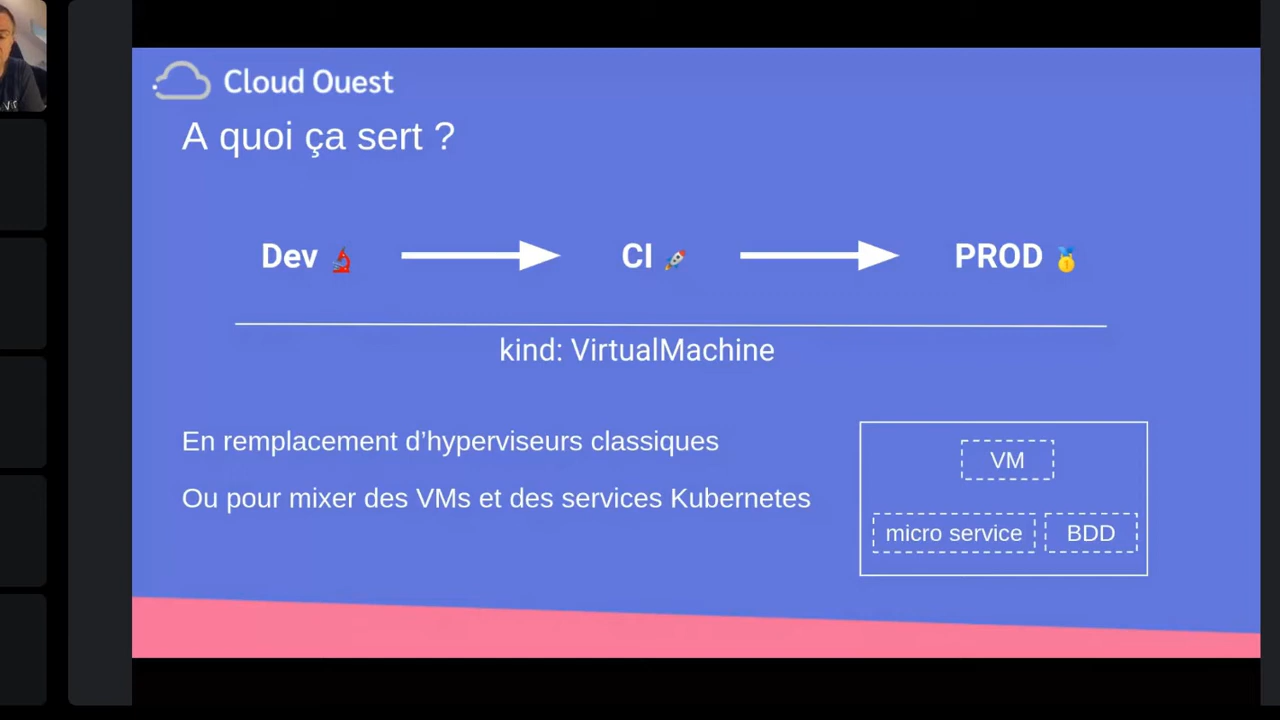 Cloud Ouest
A quoi ça sert ?
Dev CI PROD
kind: VirtualMachine
En remplacement d’hyperviseurs classiques
Ou pour mixer des VMs et des services Kubernetes
VM
micro service BDD